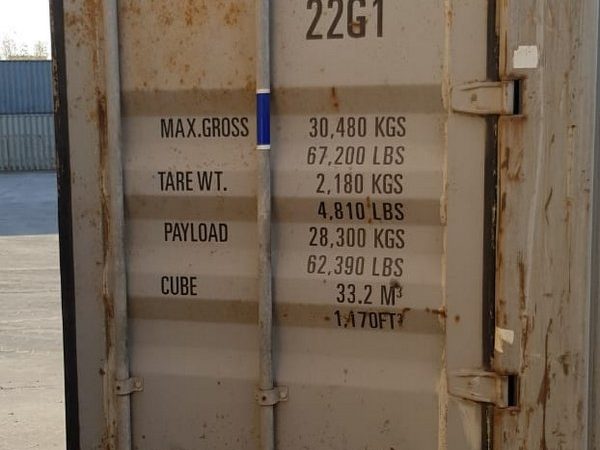 22G1
MAX.GROSS 30,480 KGS
67,200 LBS
TARE WT. 2,180 KGS
4,810 LBS
PAYLOAD 28,300 KGS
62,390 LBS
CUBE 33.2 M³
1,170FT³